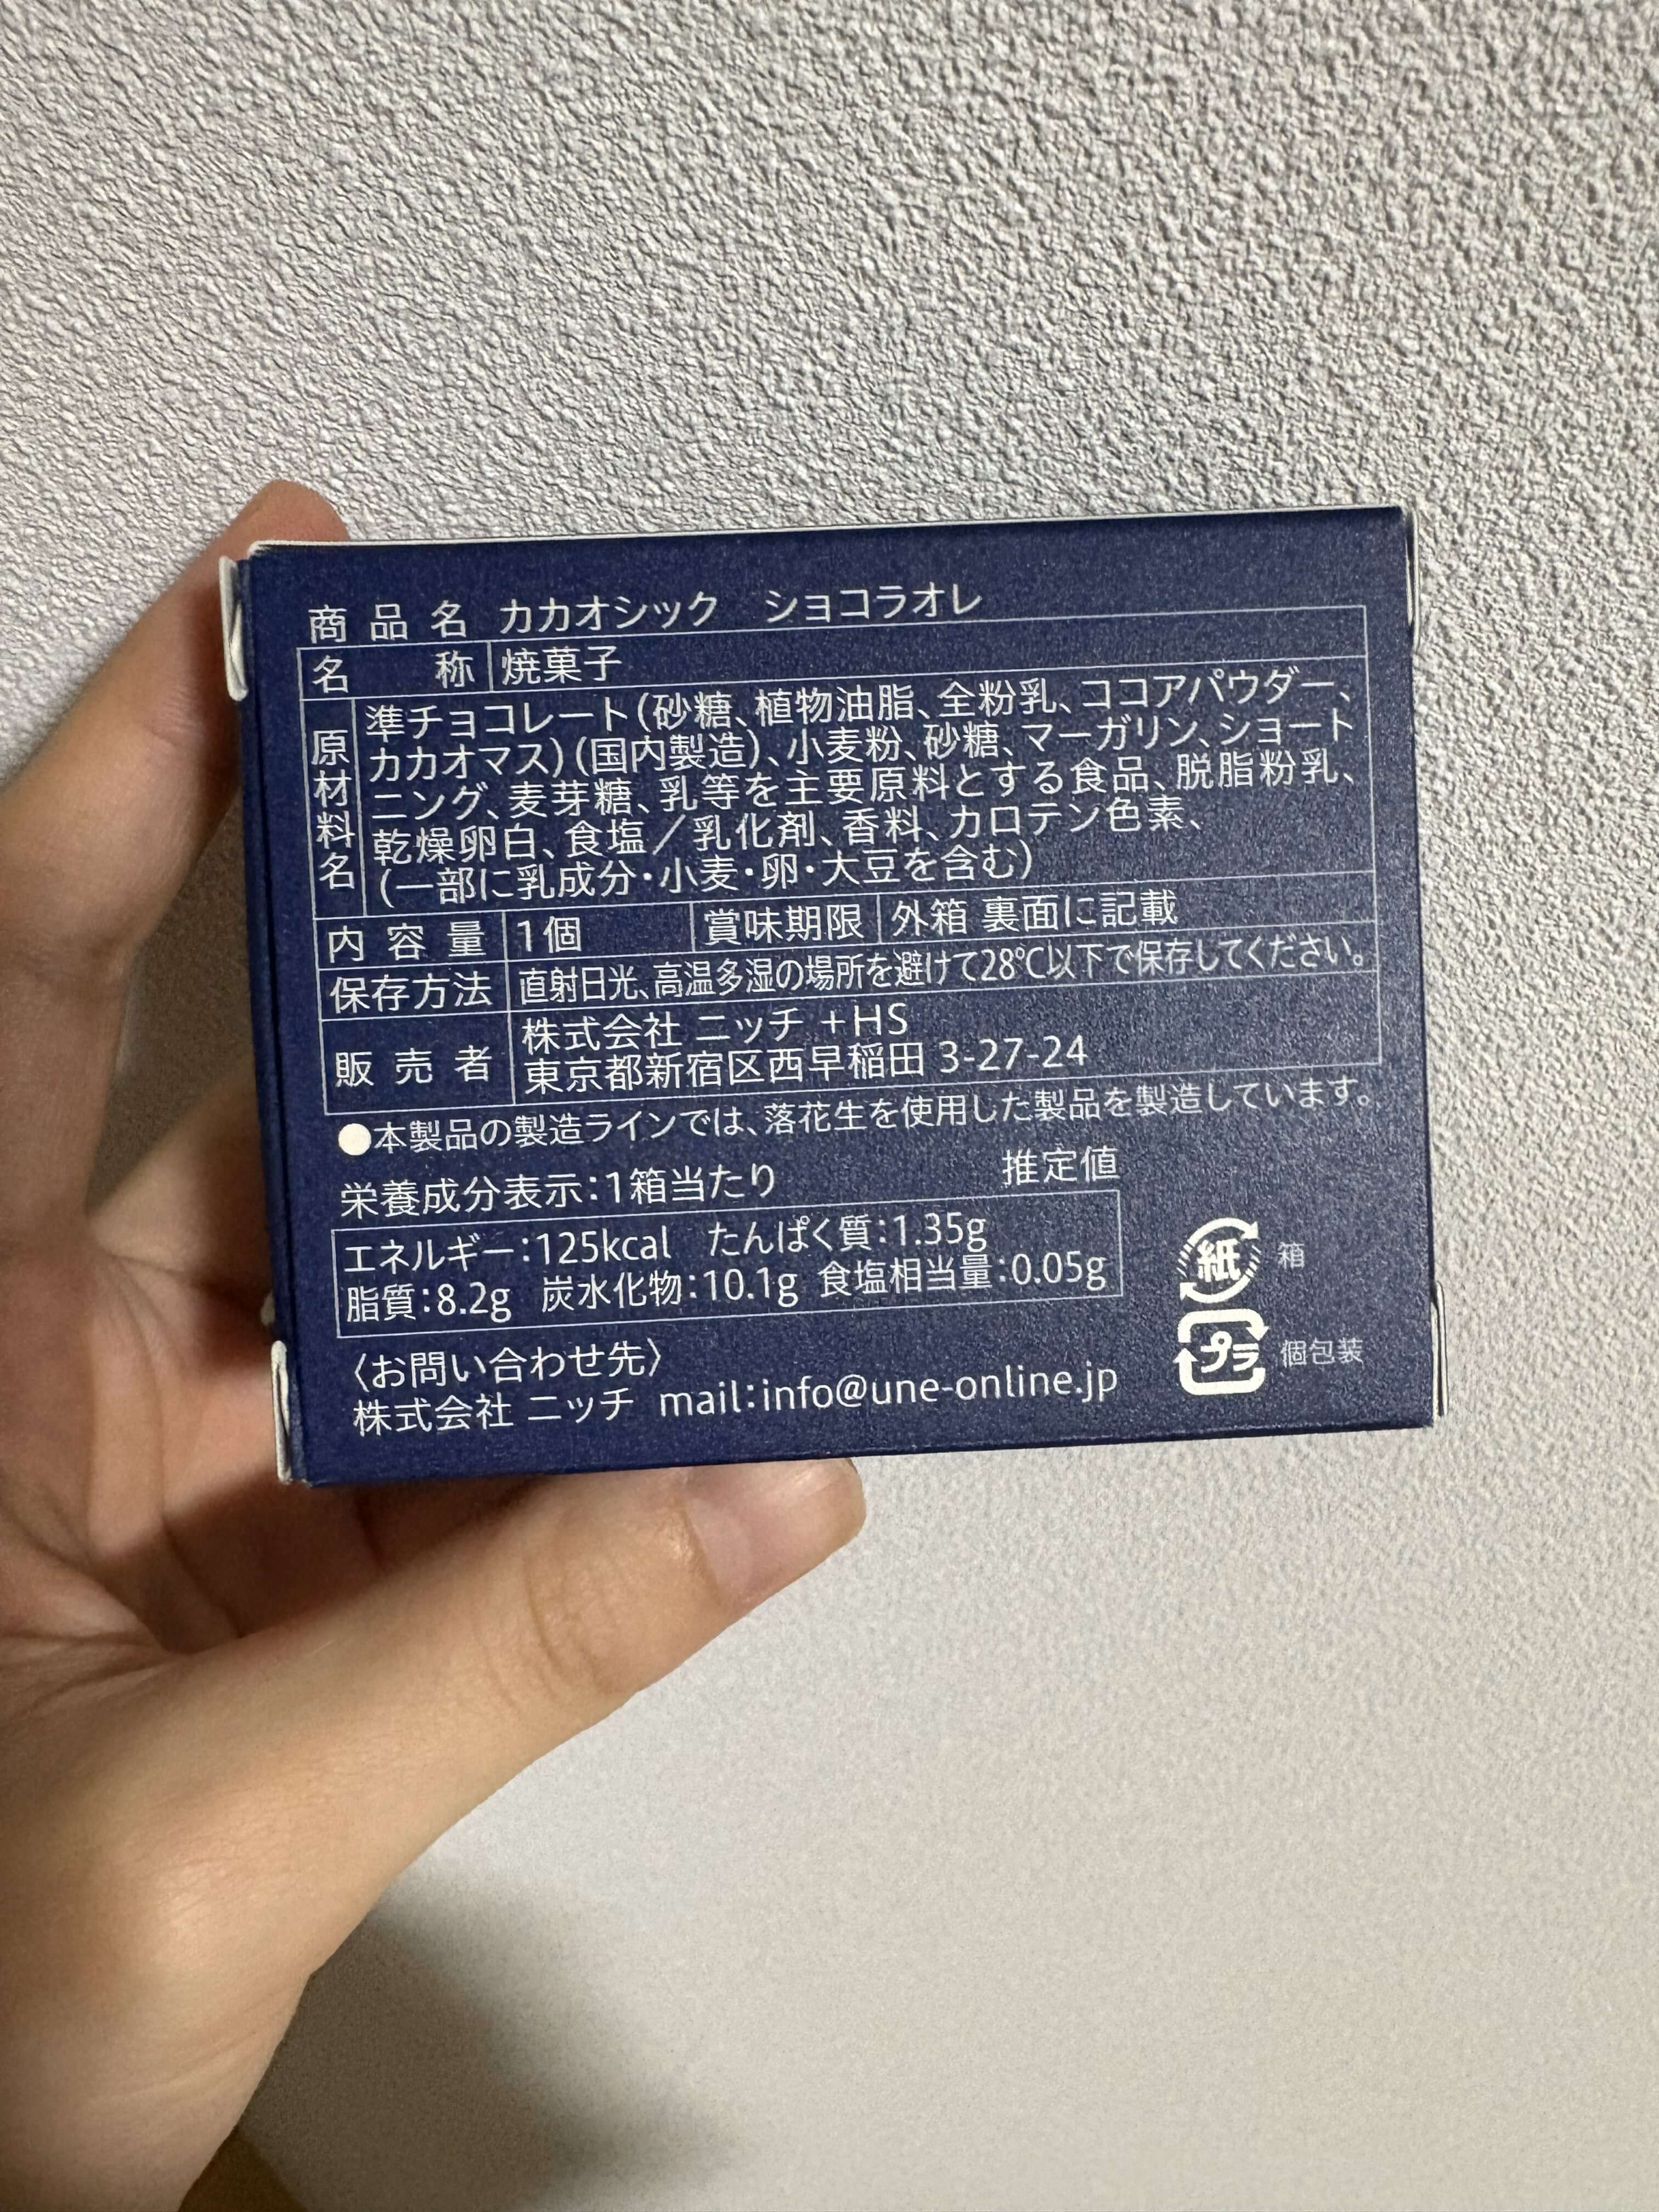 商品名 カカオシック ショコラオレ
名称 焼菓子
原材料名 準チョコレート(砂糖、植物油脂、全粉乳、ココアパウダー、
カカオマス)(国内製造)、小麦粉、砂糖、マーガリン、ショート
ニング、麦芽糖、乳等を主要原料とする食品、脱脂粉乳、
乾燥卵白、食塩／乳化剤、香料、カロテン色素、
(一部に乳成分・小麦・卵・大豆を含む)
内容量 1個 賞味期限 外箱 裏面に記載
保存方法 直射日光、高温多湿の場所を避けて28℃以下で保存してください。
販売者 株式会社 ニッチ +HS
東京都新宿区西早稲田 3-27-24
●本製品の製造ラインでは、落花生を使用した製品を製造しています。
栄養成分表示：1箱当たり 推定値
エネルギー：125kcal たんぱく質：1.35g
脂質：8.2g 炭水化物：10.1g 食塩相当量：0.05g
紙 箱
プラ 個包装
〈お問い合わせ先〉
株式会社 ニッチ mail：info@une-online.jp